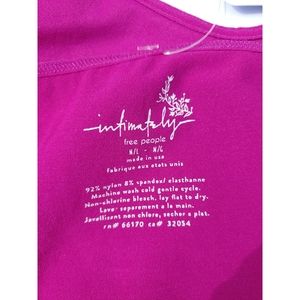 intimately
free people
M/L - M/G
made in usa
fabrique aux etats unis
92% nylon 8% spandex/ elasthanne
Machine wash cold gentle cycle.
Non-chlorine bleach. lay flat to dry.
Lave- separement a la main.
Javellisant non chlore, secher a plat.
rn# 66170 ca# 32054